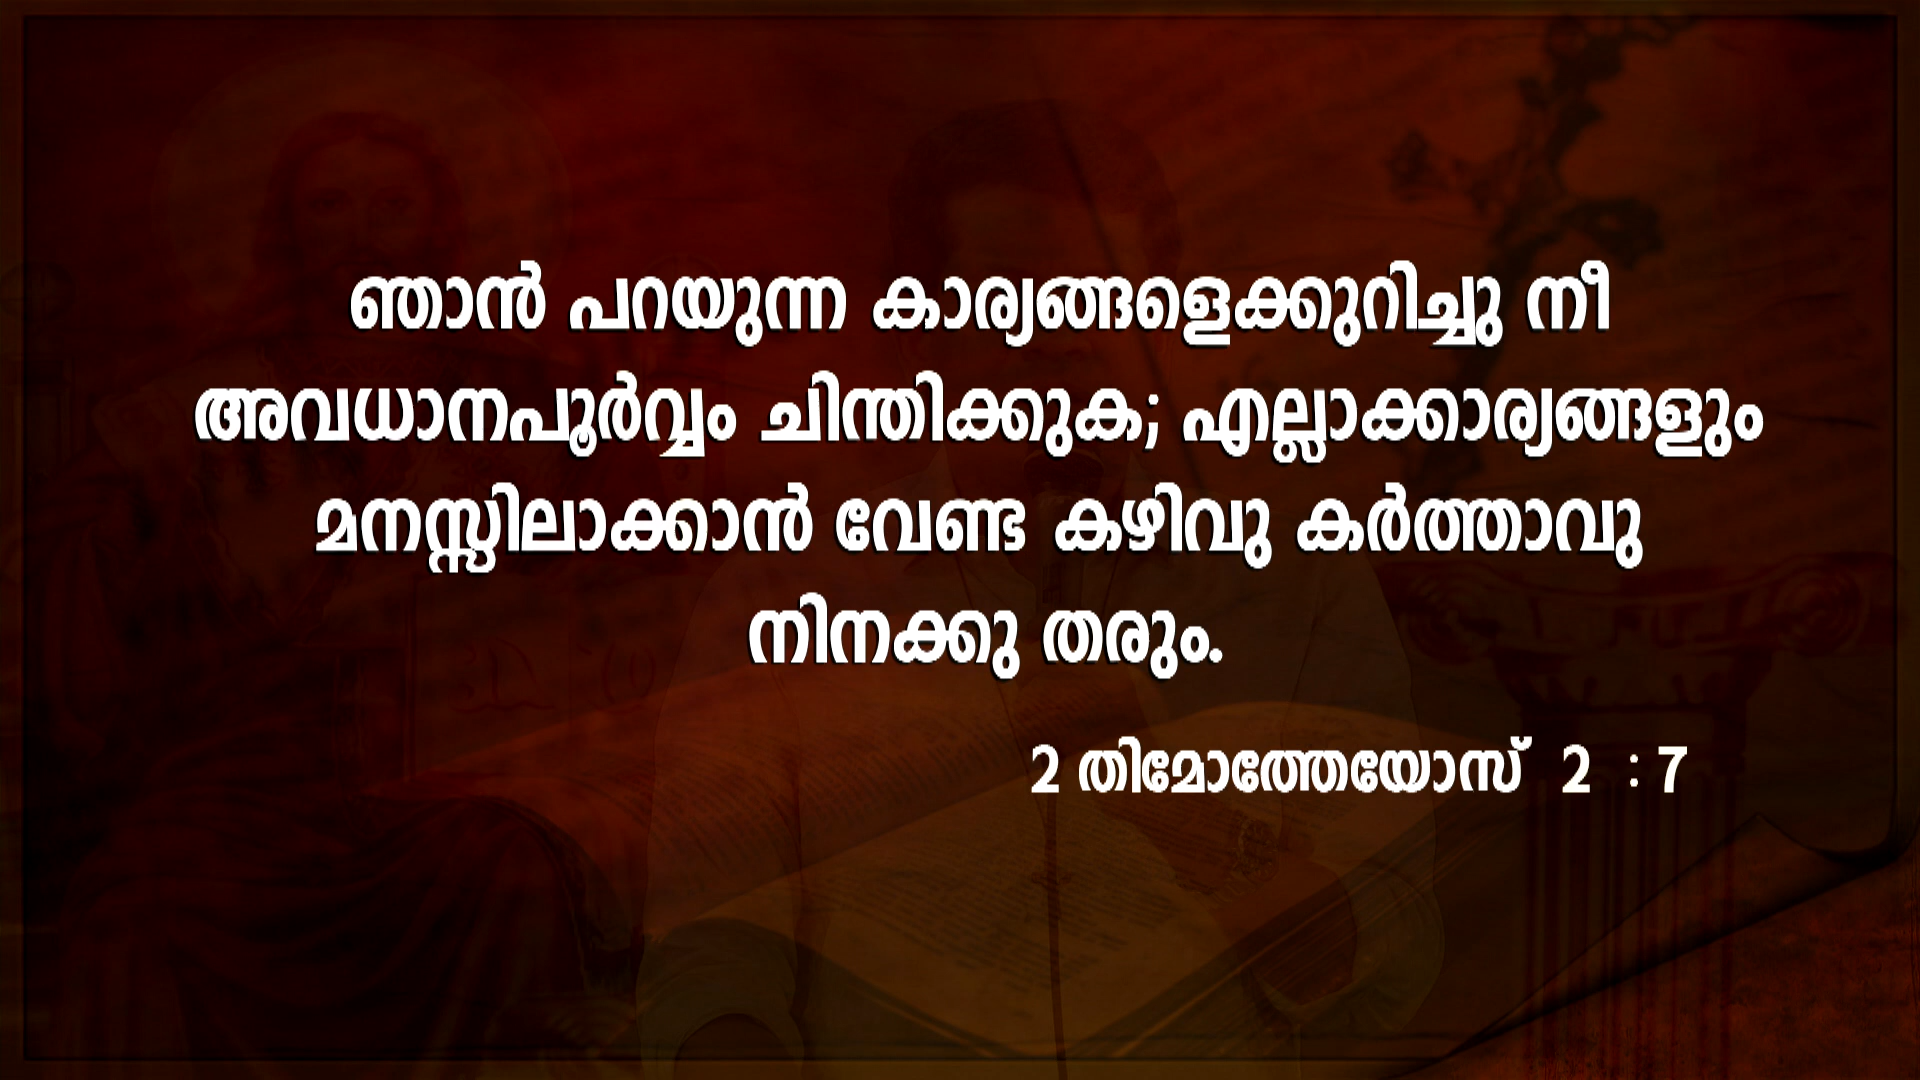 ഞാൻ പറയുന്ന കാര്യങ്ങളെക്കുറിച്ചു നീ
അവധാനപൂർവ്വം ചിന്തിക്കുക; എല്ലാക്കാര്യങ്ങളും
മനസ്സിലാക്കാൻ വേണ്ട കഴിവു കർത്താവു
നിനക്കു തരും.
2 തിമോത്തേയോസ് 2 : 7